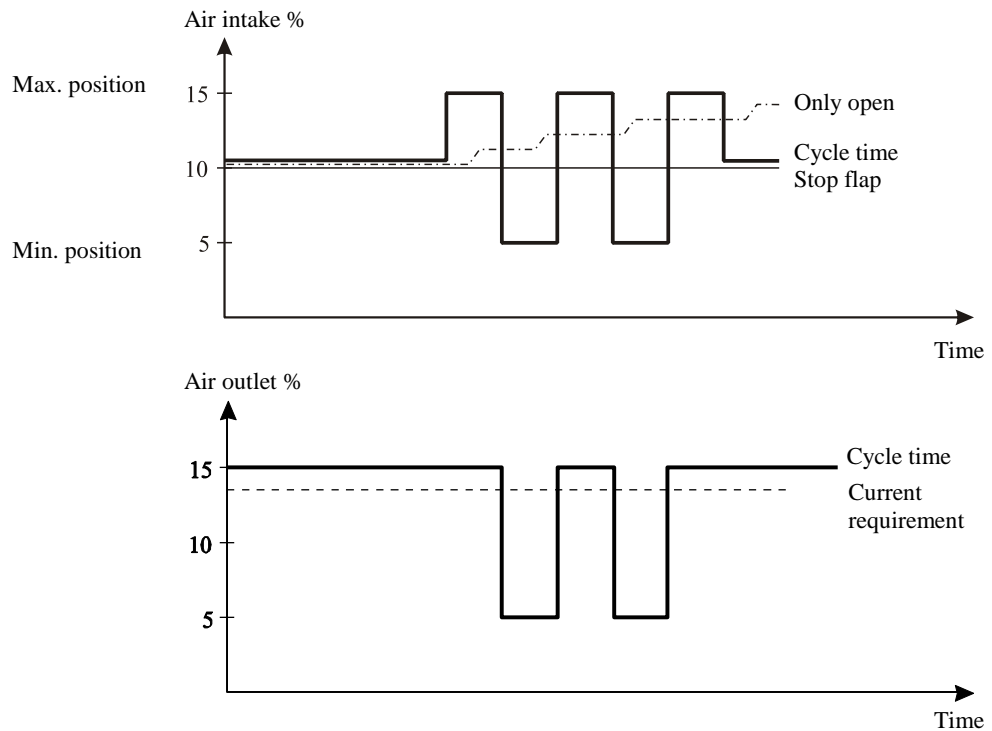 Air intake %
Max. position
15
Only open
10
Cycle time
Stop flap
Min. position
5
Time
Air outlet %
15
Cycle time
Current
requirement
10
5
Time